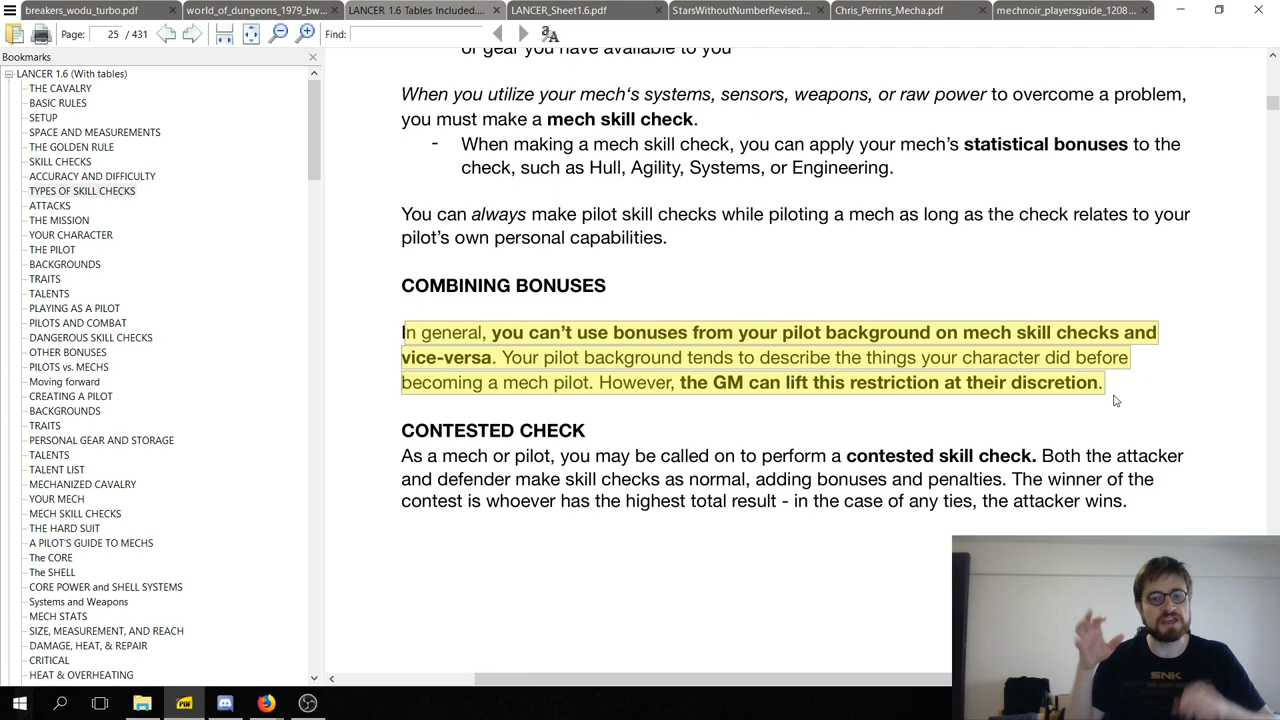 breakers_wodu_turbo.pdf
world_of_dungeons_1979_bw...
LANCER 1.6 Tables Included....
LANCER_Sheet1.6.pdf
StarsWithoutNumberRevised...
Chris_Perrins_Mecha.pdf
mechnoir_playersguide_1208...
Page: 25 / 431
Find:
Bookmarks
LANCER 1.6 (With tables)
THE CAVALRY
BASIC RULES
SETUP
SPACE AND MEASUREMENTS
THE GOLDEN RULE
SKILL CHECKS
ACCURACY AND DIFFICULTY
TYPES OF SKILL CHECKS
ATTACKS
THE MISSION
YOUR CHARACTER
THE PILOT
BACKGROUNDS
TRAITS
TALENTS
PLAYING AS A PILOT
PILOTS AND COMBAT
DANGEROUS SKILL CHECKS
OTHER BONUSES
PILOTS vs. MECHS
Moving forward
CREATING A PILOT
BACKGROUNDS
TRAITS
PERSONAL GEAR AND STORAGE
TALENTS
TALENT LIST
MECHANIZED CAVALRY
YOUR MECH
MECH SKILL CHECKS
THE HARD SUIT
A PILOT'S GUIDE TO MECHS
The CORE
The SHELL
CORE POWER and SHELL SYSTEMS
Systems and Weapons
MECH STATS
SIZE, MEASUREMENT, AND REACH
DAMAGE, HEAT, & REPAIR
CRITICAL
HEAT & OVERHEATING
or gear you have available to you
When you utilize your mech's systems, sensors, weapons, or raw power to overcome a problem,
you must make a mech skill check.
- When making a mech skill check, you can apply your mech's statistical bonuses to the
check, such as Hull, Agility, Systems, or Engineering.
You can always make pilot skill checks while piloting a mech as long as the check relates to your
pilot's own personal capabilities.
COMBINING BONUSES
In general, you can't use bonuses from your pilot background on mech skill checks and
vice-versa. Your pilot background tends to describe the things your character did before
becoming a mech pilot. However, the GM can lift this restriction at their discretion.
CONTESTED CHECK
As a mech or pilot, you may be called on to perform a contested skill check. Both the attacker
and defender make skill checks as normal, adding bonuses and penalties. The winner of the
contest is whoever has the highest total result - in the case of any ties, the attacker wins.
SNK